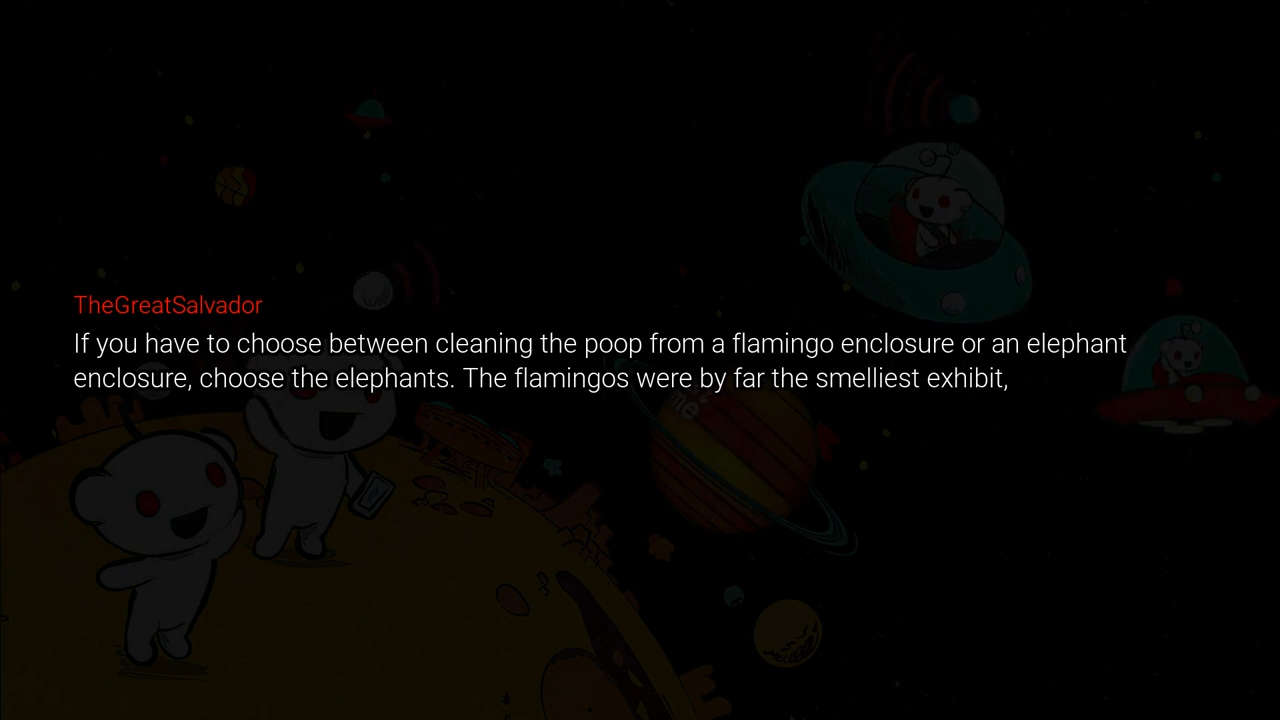 TheGreatSalvador
If you have to choose between cleaning the poop from a flamingo enclosure or an elephant
enclosure, choose the elephants. The flamingos were by far the smelliest exhibit,